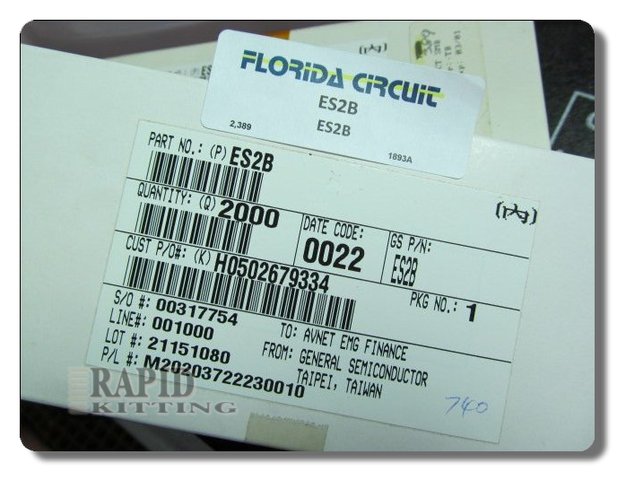 FLORIDA CIRCUIT
ES2B
ES2B
2,389
1893A
PART NO.: (P) ES2B
QUANTITY: (Q) 2000
DATE CODE: 0022
GS P/N: ES2B
CUST P/O#: (K) H0502679334
PKG NO.: 1
S/O #: 00317754
LINE#: 001000
LOT #: 21151080
P/L #: M20203722230010
TO: AVNET EMG FINANCE
FROM: GENERAL SEMICONDUCTOR
TAIPEI, TAIWAN
740
RAPID
KITTING